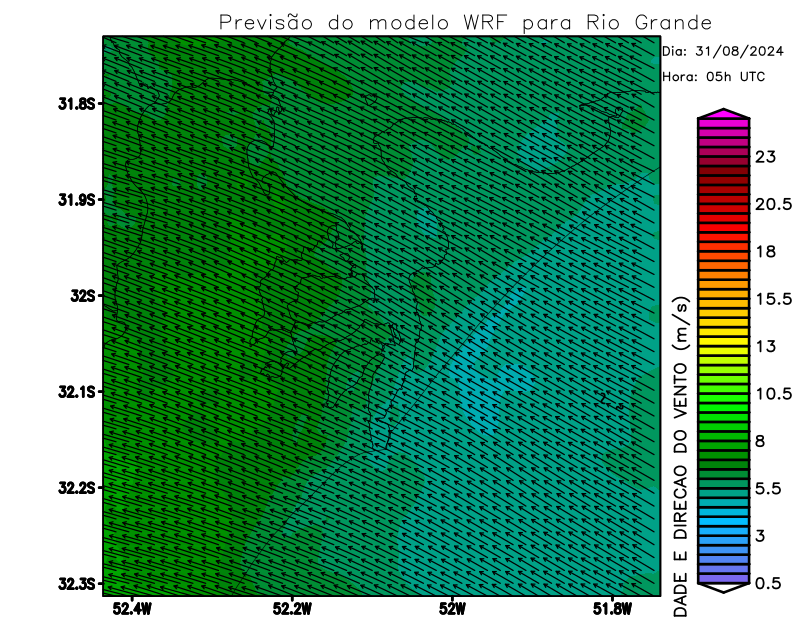 Previsão do modelo WRF para Rio Grande
Dia: 31/08/2024
Hora: 05h UTC
31.8S
31.9S
32S
32.1S
32.2S
32.3S
52.4W
52.2W
52W
51.8W
DADE E DIRECAO DO VENTO (m/s)
23
20.5
18
15.5
13
10.5
8
5.5
3
0.5